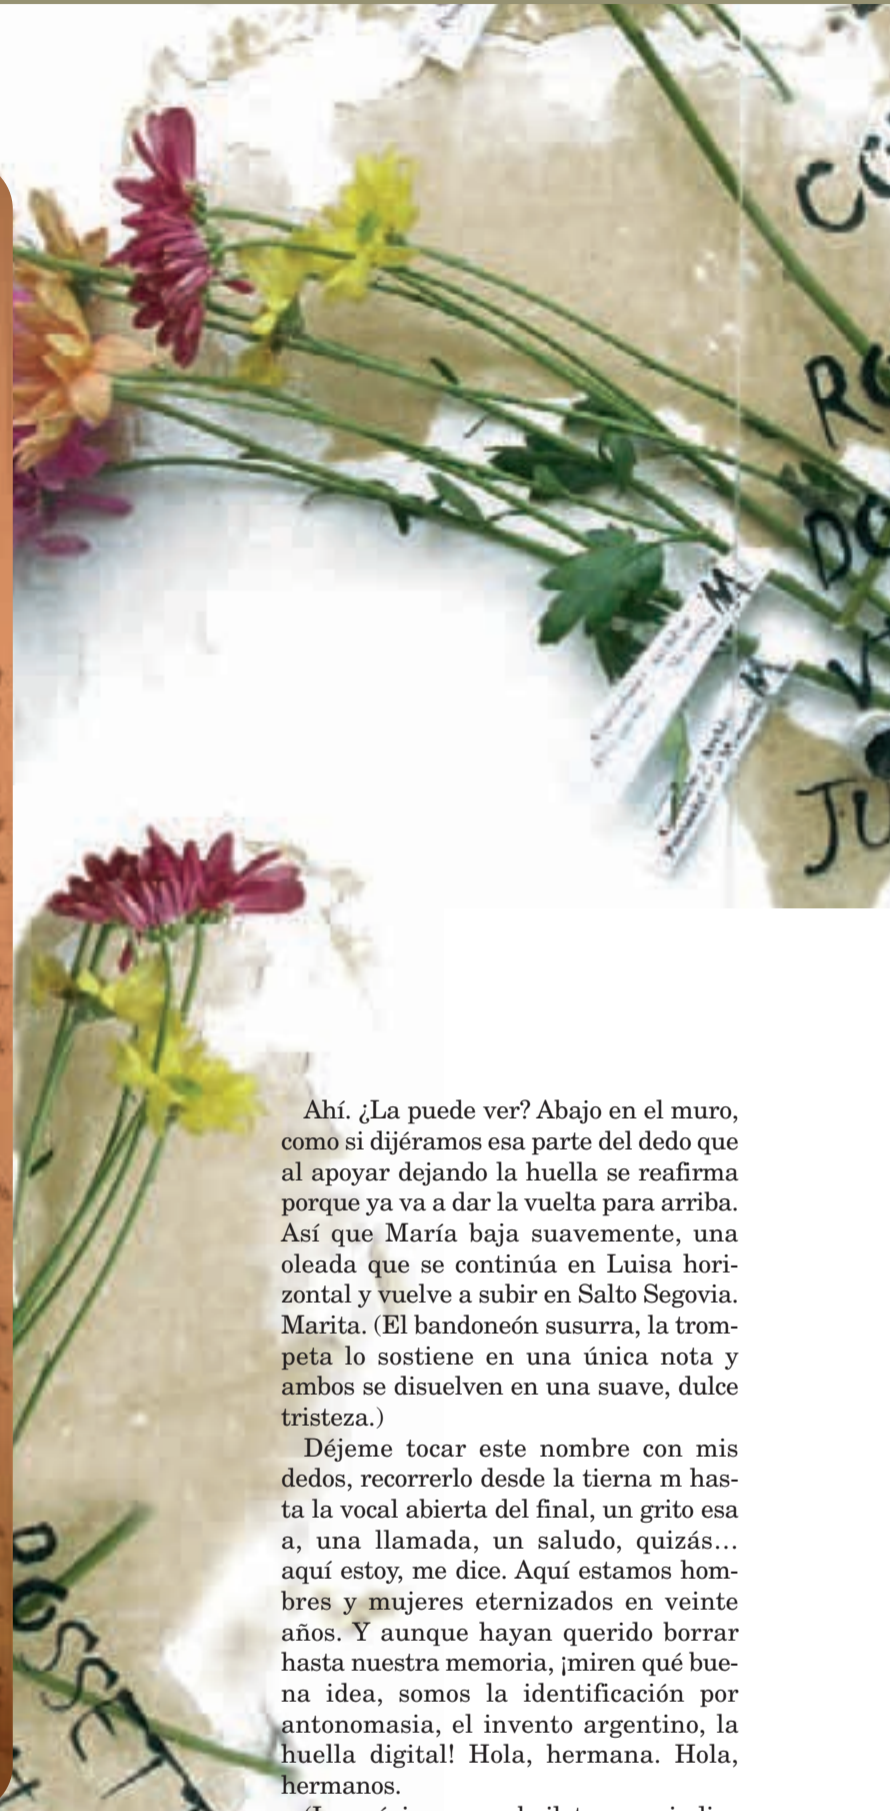 CO
RO
DO
M
M
JU
Ahí. ¿La puede ver? Abajo en el muro,
como si dijéramos esa parte del dedo que
al apoyar dejando la huella se reafirma
porque ya va a dar la vuelta para arriba.
Así que María baja suavemente, una
oleada que se continúa en Luisa hori-
zontal y vuelve a subir en Salto Segovia.
Marita. (El bandoneón susurra, la trom-
peta lo sostiene en una única nota y
ambos se disuelven en una suave, dulce
tristeza.)
Déjeme tocar este nombre con mis
dedos, recorrerlo desde la tierna m has-
ta la vocal abierta del final, un grito esa
a, una llamada, un saludo, quizás...
aquí estoy, me dice. Aquí estamos hom-
bres y mujeres eternizados en veinte
años. Y aunque hayan querido borrar
hasta nuestra memoria, ¡miren qué bue-
na idea, somos la identificación por
antonomasia, el invento argentino, la
huella digital! Hola, hermana. Hola,
hermanos.